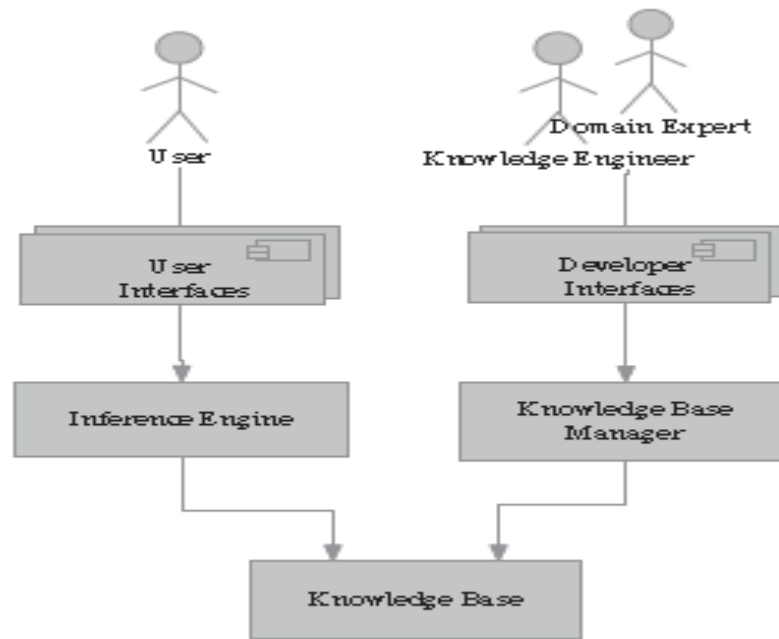 Domain Expert
User
Knowledge Engineer
User
Interfaces
Developer
Interfaces
Inference Engine
Knowledge Base
Manager
Knowledge Base